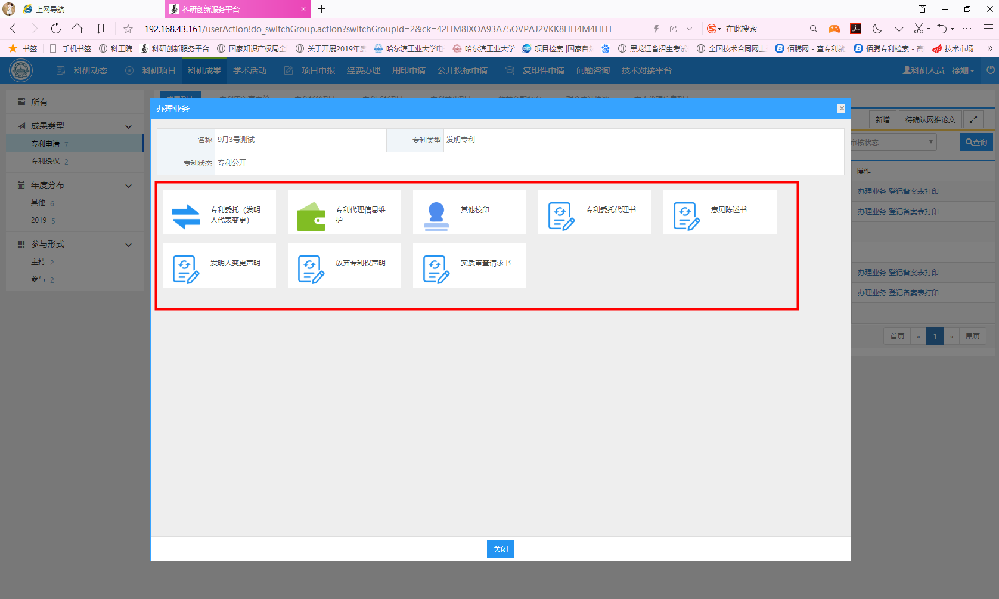 上网导航
科研创新服务平台
192.168.43.161/userAction!do_switchGroup.action?switchGroupId=2&ck=42HM8IXOA93A75OVPAJ2VKK8HH4M4HHT
在此搜索
书签 手机书签 科工院 科研创新服务平台 国家知识产权局全 关于开展2019年度 哈尔滨工业大学电 哈尔滨工业大学 项目检索 |国家自然 黑龙江省招生考试 全国技术合同网上 佰腾网 - 查专利就 佰腾专利检索 - 高 技术市场 »
科研动态 科研项目 科研成果 学术活动 项目申报 经费办理 用印申请 公开投标申请 复印件申请 问题咨询 技术对接平台 科研人员 徐姗
所有
成果类型
专利申请 7
专利授权 2
年度分布
其他 6
2019 5
参与形式
主持 2
参与 2
成果列表
办理业务
名称 9月3号测试 专利类型 发明专利
专利状态 专利公开
专利委托（发明
人代表变更）
专利代理信息维
护
其他校印
专利委托代理书
意见陈述书
发明人变更声明
放弃专利权声明
实质审查请求书
关闭
新增 待确认网推论文
审核状态 查询
操作
办理业务 登记备案表打印
办理业务 登记备案表打印
办理业务 登记备案表打印
办理业务 登记备案表打印
首页 « 1 » 尾页